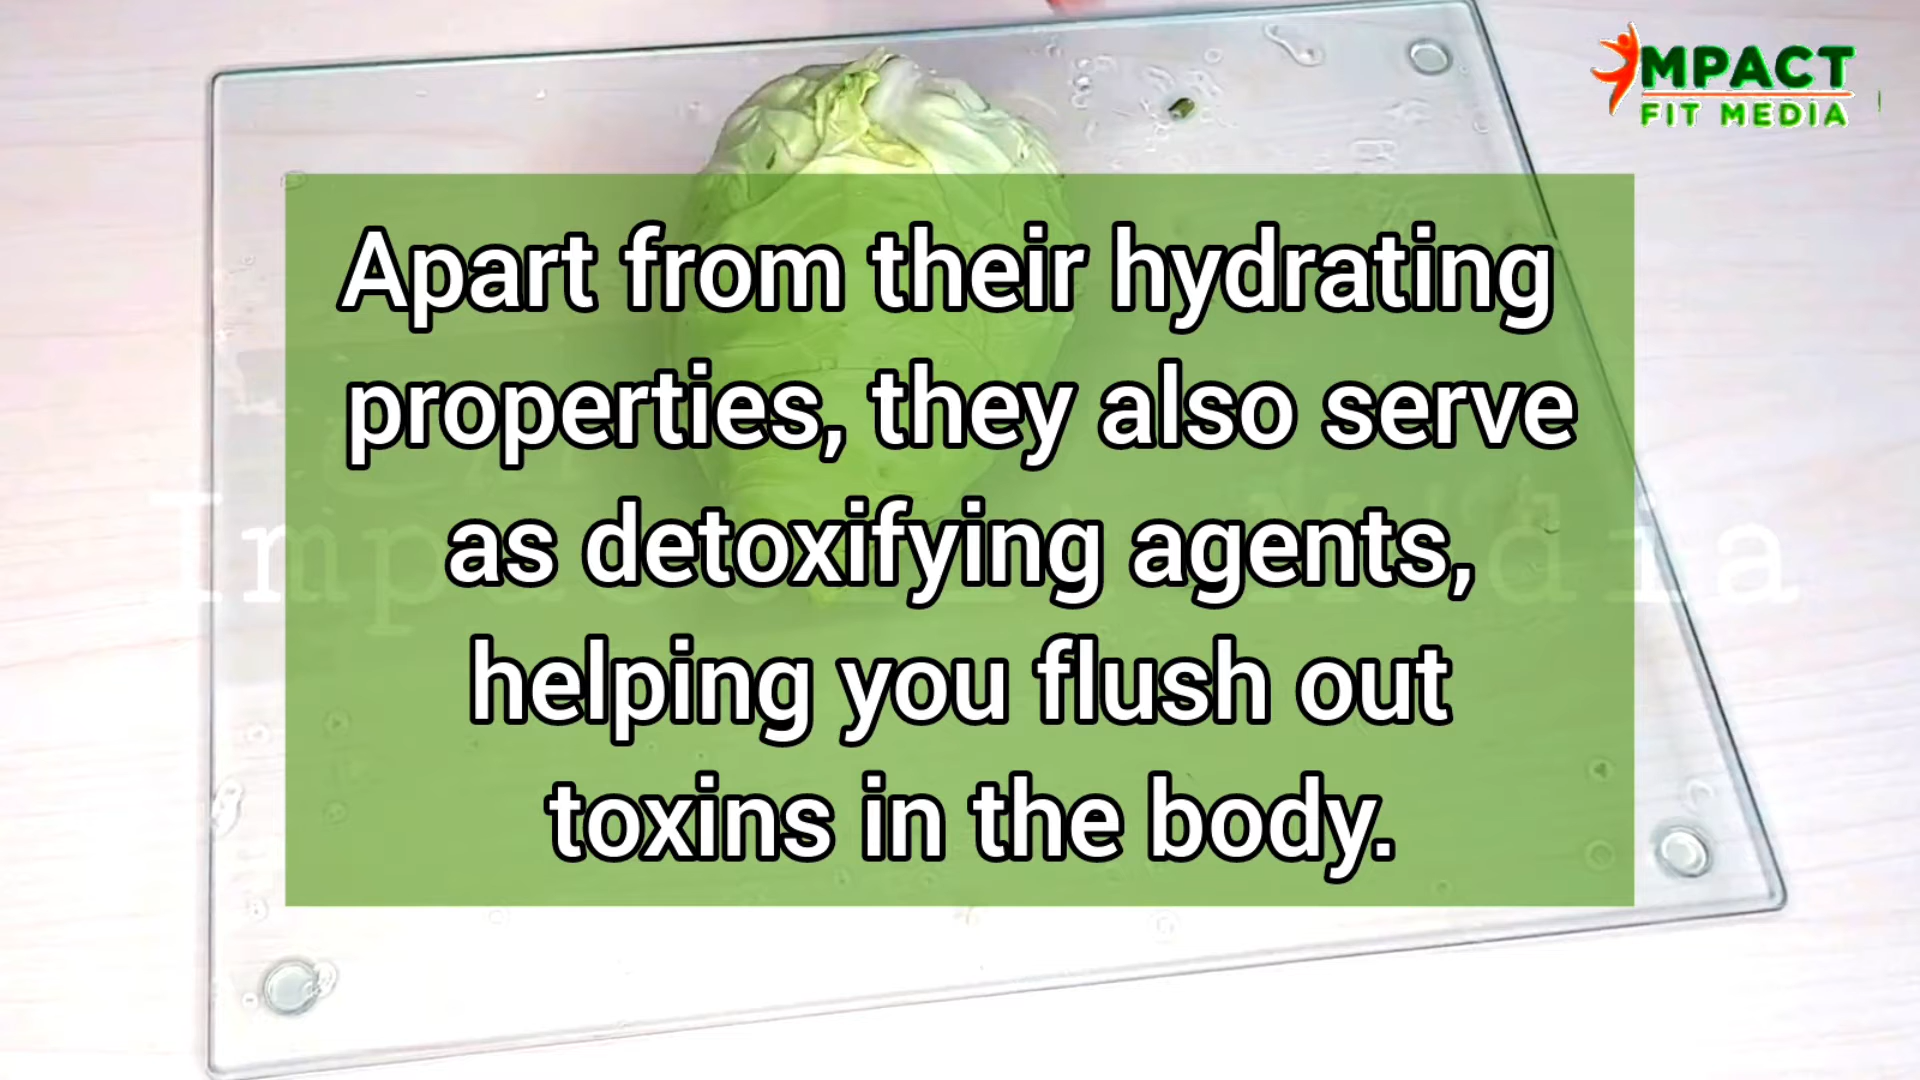 IMPACT
FIT MEDIA
Apart from their hydrating
properties, they also serve
as detoxifying agents,
helping you flush out
toxins in the body.